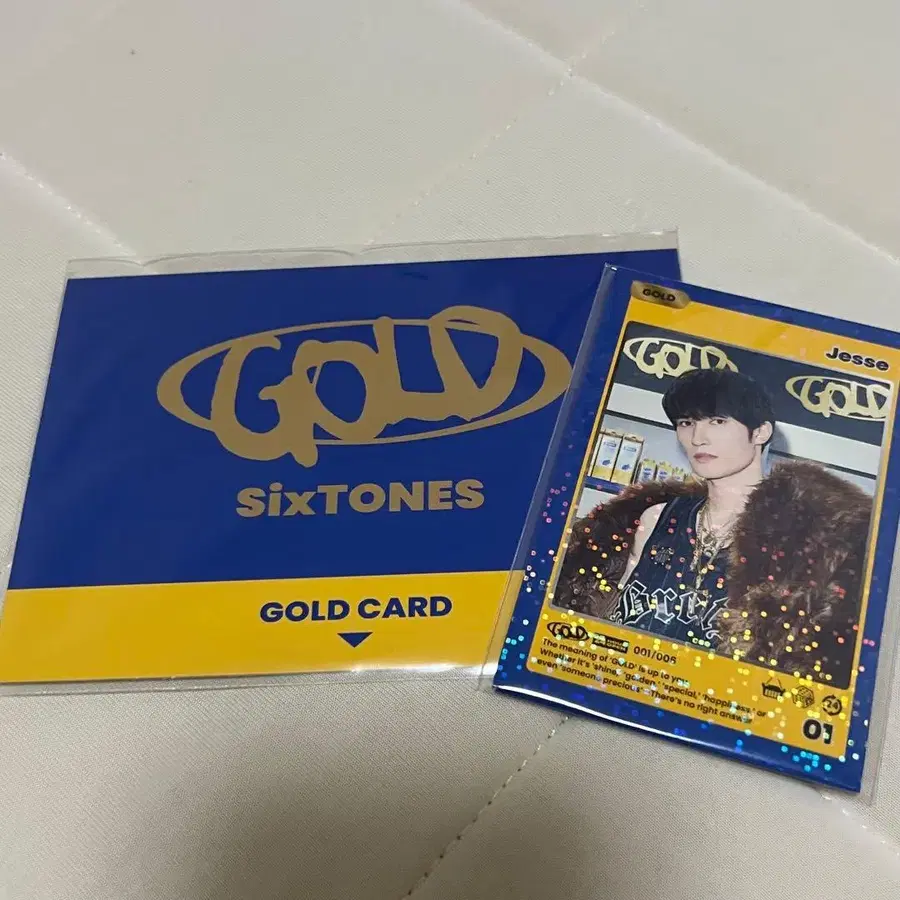 GOLD
SixTONES
GOLD CARD
GOLD
Jesse
GOLD
GOLD
GOLD
001/006
The meaning of 'GOLD' is up to you
Whether it's 'shine,' 'golden,' 'special,' 'happiness,' or
even 'someone precious' There's no right answer
24
01